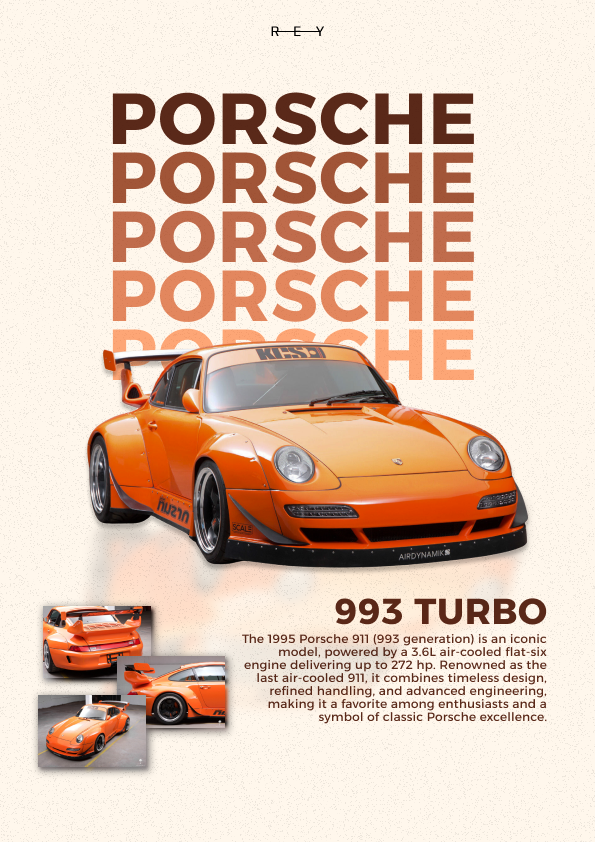 REY
PORSCHE
PORSCHE
PORSCHE
PORSCHE
PORSCHE
AIRDYNAMIK
SCALE
993 TURBO
The 1995 Porsche 911 (993 generation) is an iconic
model, powered by a 3.6L air-cooled flat-six
engine delivering up to 272 hp. Renowned as the
last air-cooled 911, it combines timeless design,
refined handling, and advanced engineering,
making it a favorite among enthusiasts and a
symbol of classic Porsche excellence.